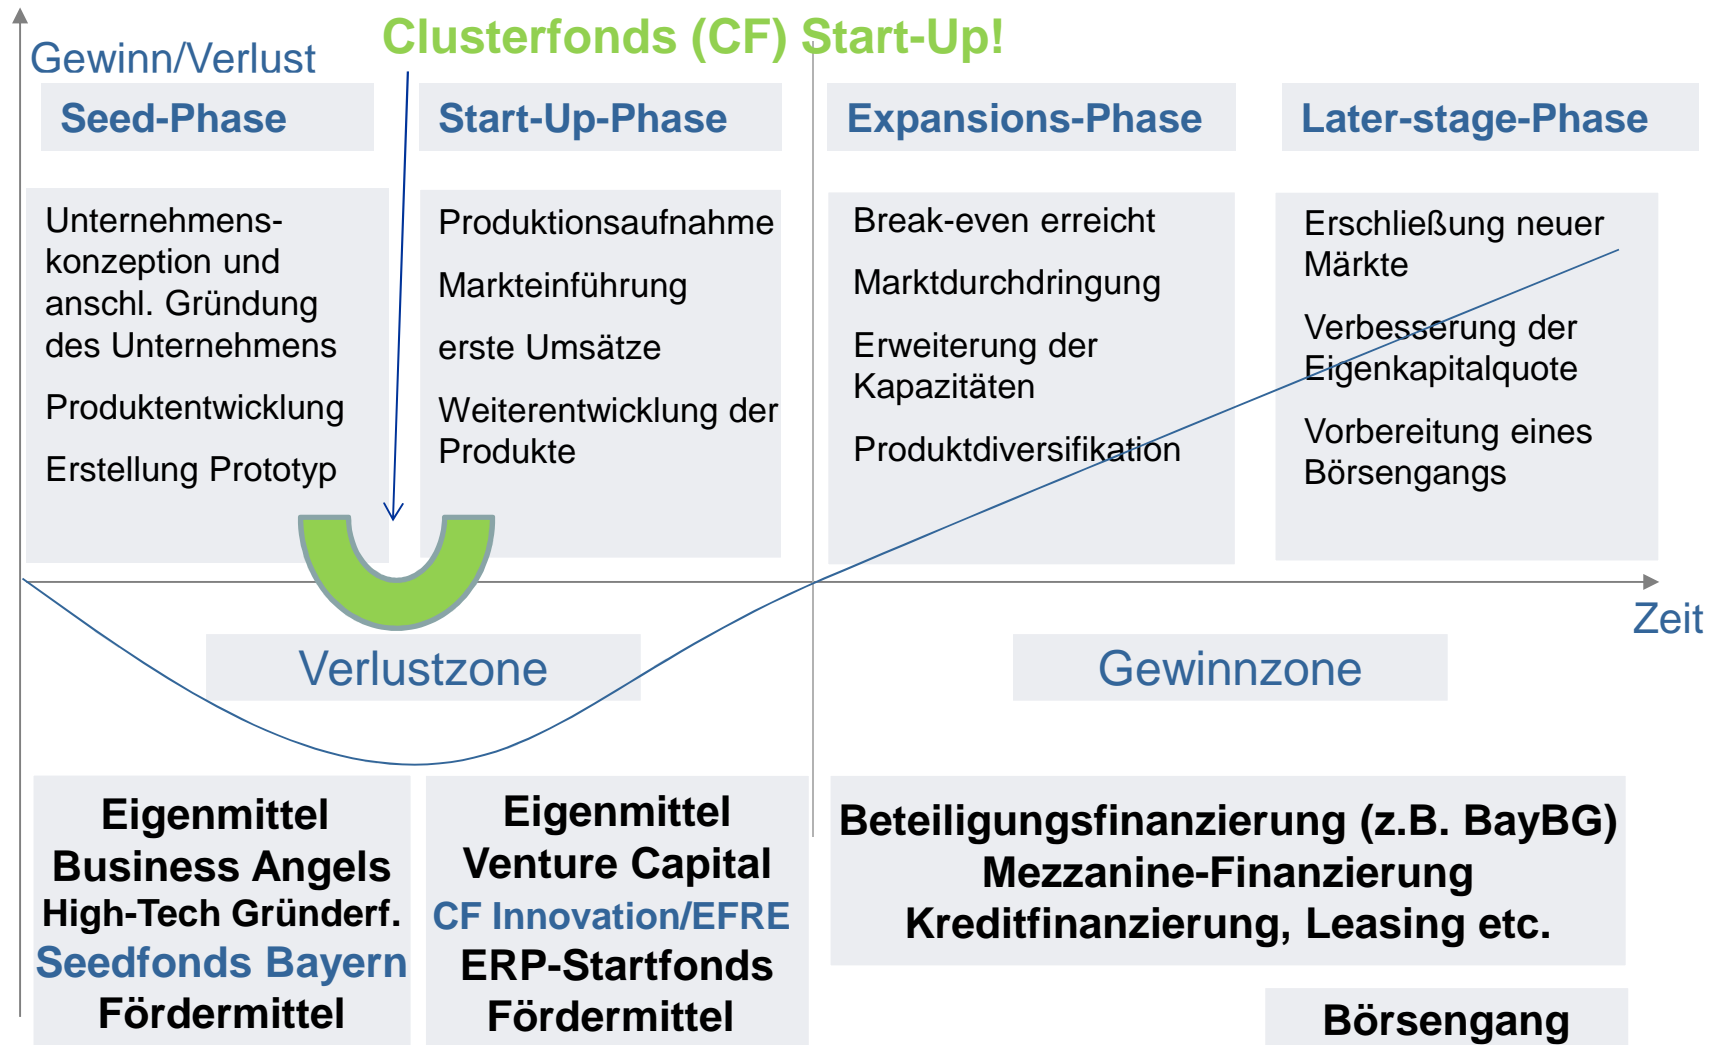 Clusterfonds (CF) Start-Up!
Gewinn/Verlust
Seed-Phase
Start-Up-Phase
Expansions-Phase
Later-stage-Phase
Unternehmens-
konzeption und
anschl. Gründung
des Unternehmens
Produktentwicklung
Erstellung Prototyp
Produktionsaufnahme
Markteinführung
erste Umsätze
Weiterentwicklung der
Produkte
Break-even erreicht
Marktdurchdringung
Erweiterung der
Kapazitäten
Produktdiversifikation
Erschließung neuer
Märkte
Verbesserung der
Eigenkapitalquote
Vorbereitung eines
Börsengangs
Zeit
Verlustzone
Gewinnzone
Eigenmittel
Business Angels
High-Tech Gründerf.
Seedfonds Bayern
Fördermittel
Eigenmittel
Venture Capital
CF Innovation/EFRE
ERP-Startfonds
Fördermittel
Beteiligungsfinanzierung (z.B. BayBG)
Mezzanine-Finanzierung
Kreditfinanzierung, Leasing etc.
Börsengang